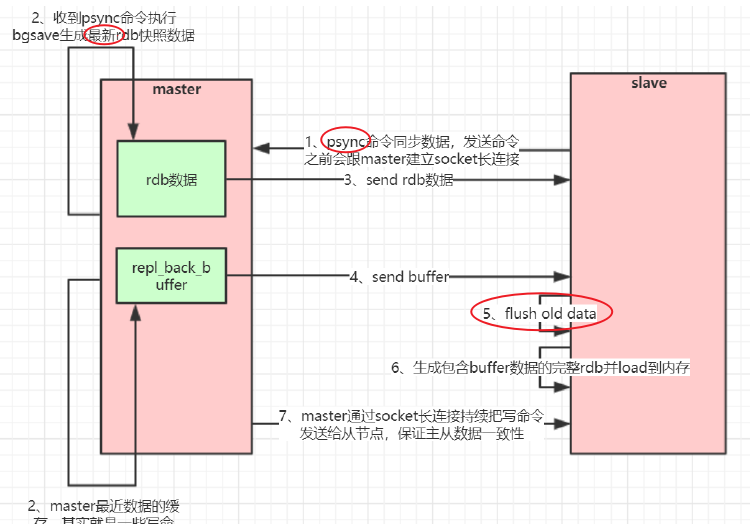 2、收到psync命令执行
bgsave生成最新rdb快照数据
master
slave
1、psync命令同步数据，发送命令
之前会跟master建立socket长连接
rdb数据
3、send rdb数据
repl_back_b
uffer
4、send buffer
5、flush old data
6、生成包含buffer数据的完整rdb并load到内存
7、master通过socket长连接持续把写命令
发送给从节点，保证主从数据一致性
2、master最近数据的缓
存，其实就是一些写命